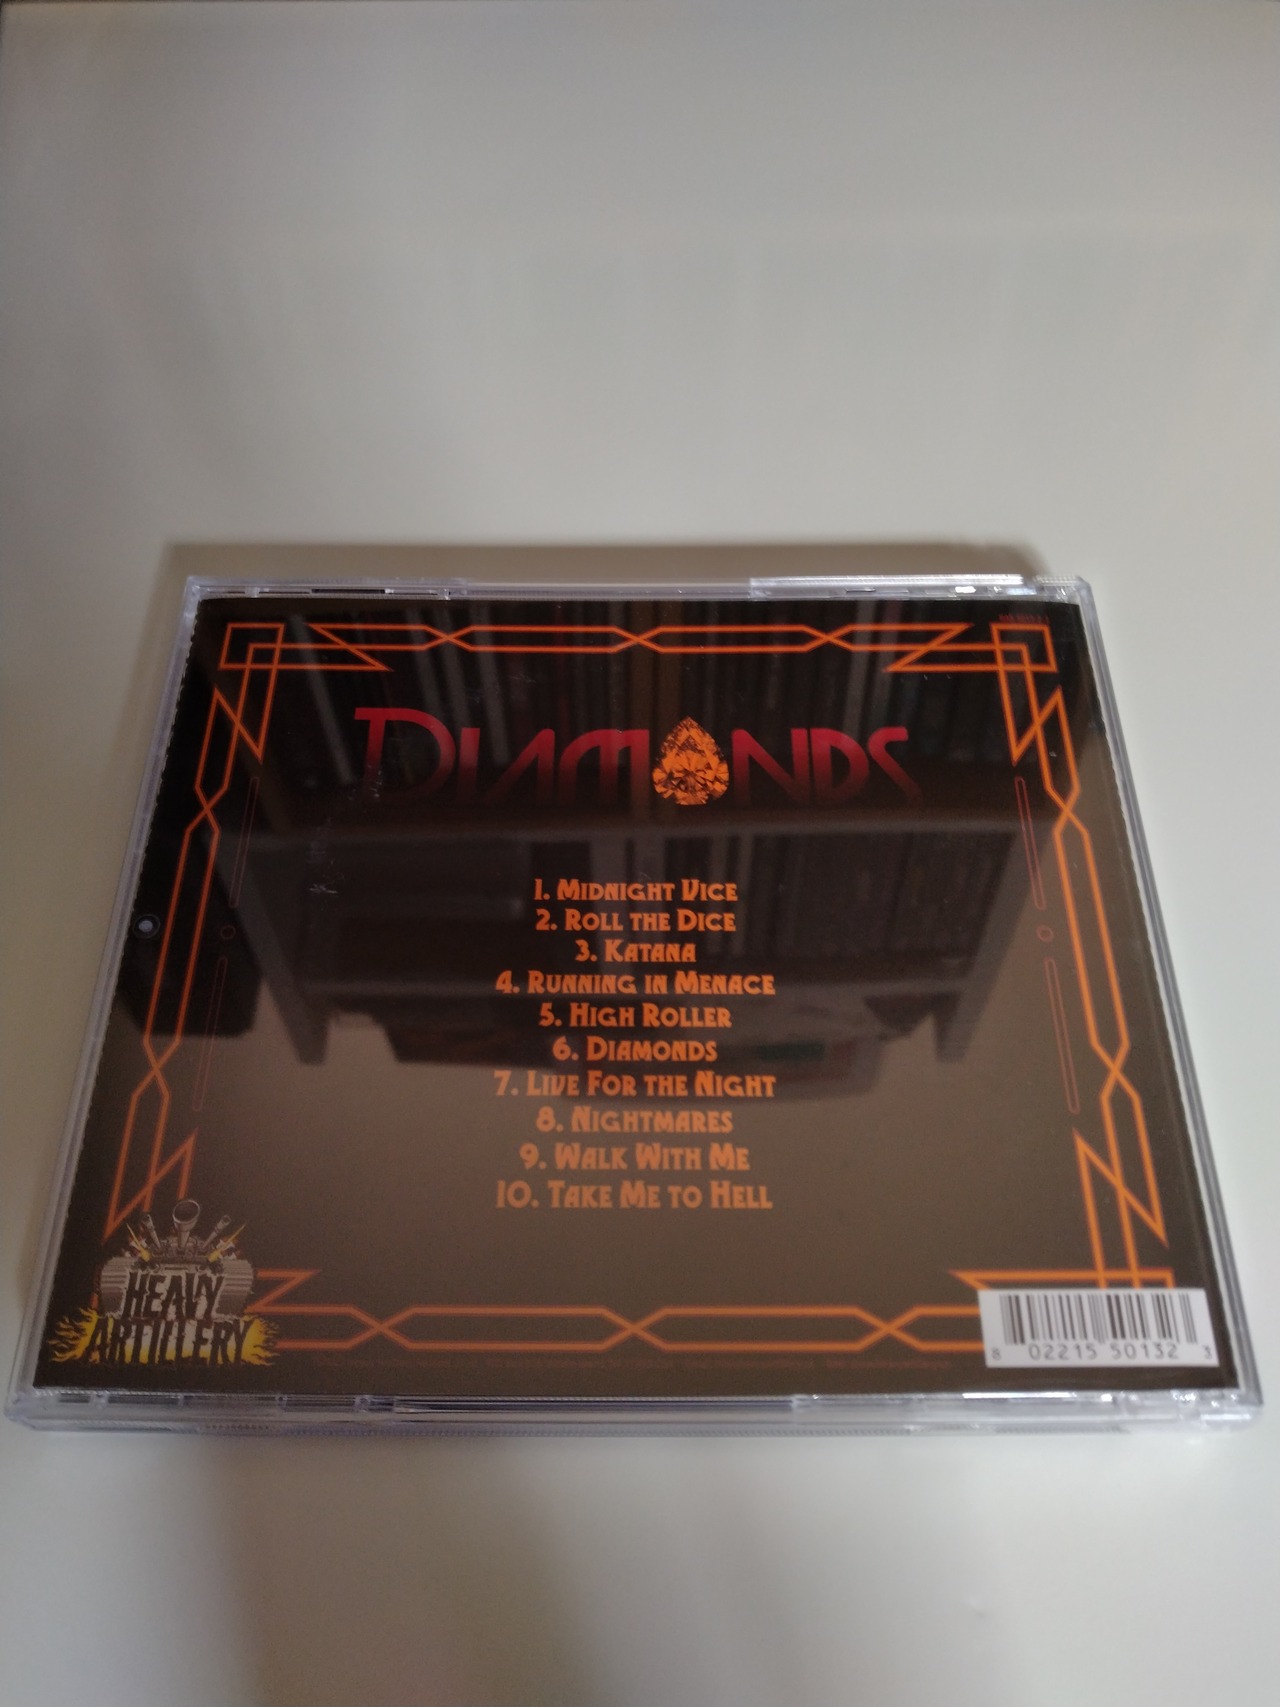 DIAMONDS
1. MIDNIGHT VICE
2. ROLL THE DICE
3. KATANA
4. RUNNING IN MENACE
5. HIGH ROLLER
6. DIAMONDS
7. LIVE FOR THE NIGHT
8. NIGHTMARES
9. WALK WITH ME
10. TAKE ME TO HELL
HEAVY
ARTILLERY
8 02215 50132 3